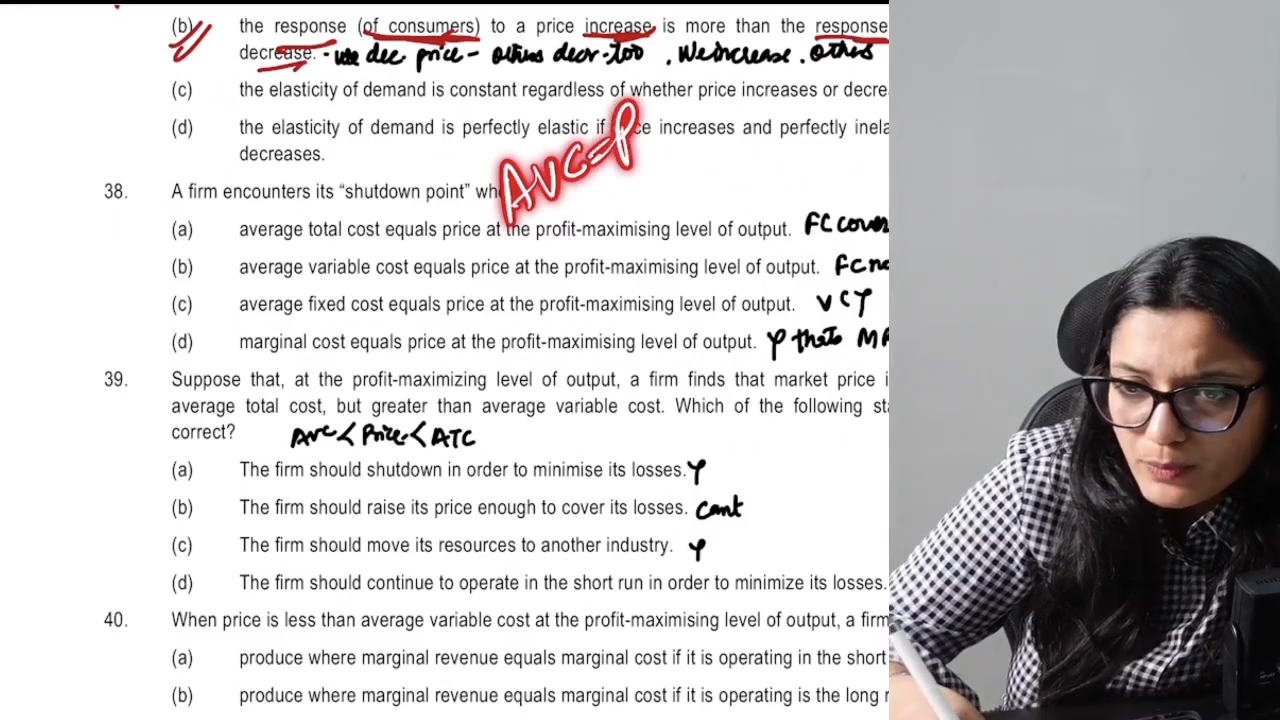 (b) the response (of consumers) to a price increase is more than the response
decrease. - we dec. price - others decr. too . We increase . others
(c) the elasticity of demand is constant regardless of whether price increases or decre
(d) the elasticity of demand is perfectly elastic if ce increases and perfectly inela
decreases.
AVC=P
38. A firm encounters its “shutdown point” wh
(a) average total cost equals price at the profit-maximising level of output. FC cover
(b) average variable cost equals price at the profit-maximising level of output. FC no
(c) average fixed cost equals price at the profit-maximising level of output. VC
(d) marginal cost equals price at the profit-maximising level of output. thats
39. Suppose that, at the profit-maximizing level of output, a firm finds that market price i
average total cost, but greater than average variable cost. Which of the following st
correct? AVC < Price < ATC
(a) The firm should shutdown in order to minimise its losses.
(b) The firm should raise its price enough to cover its losses. cant
(c) The firm should move its resources to another industry.
(d) The firm should continue to operate in the short run in order to minimize its losses.
40. When price is less than average variable cost at the profit-maximising level of output, a firm
(a) produce where marginal revenue equals marginal cost if it is operating in the short
(b) produce where marginal revenue equals marginal cost if it is operating is the long r